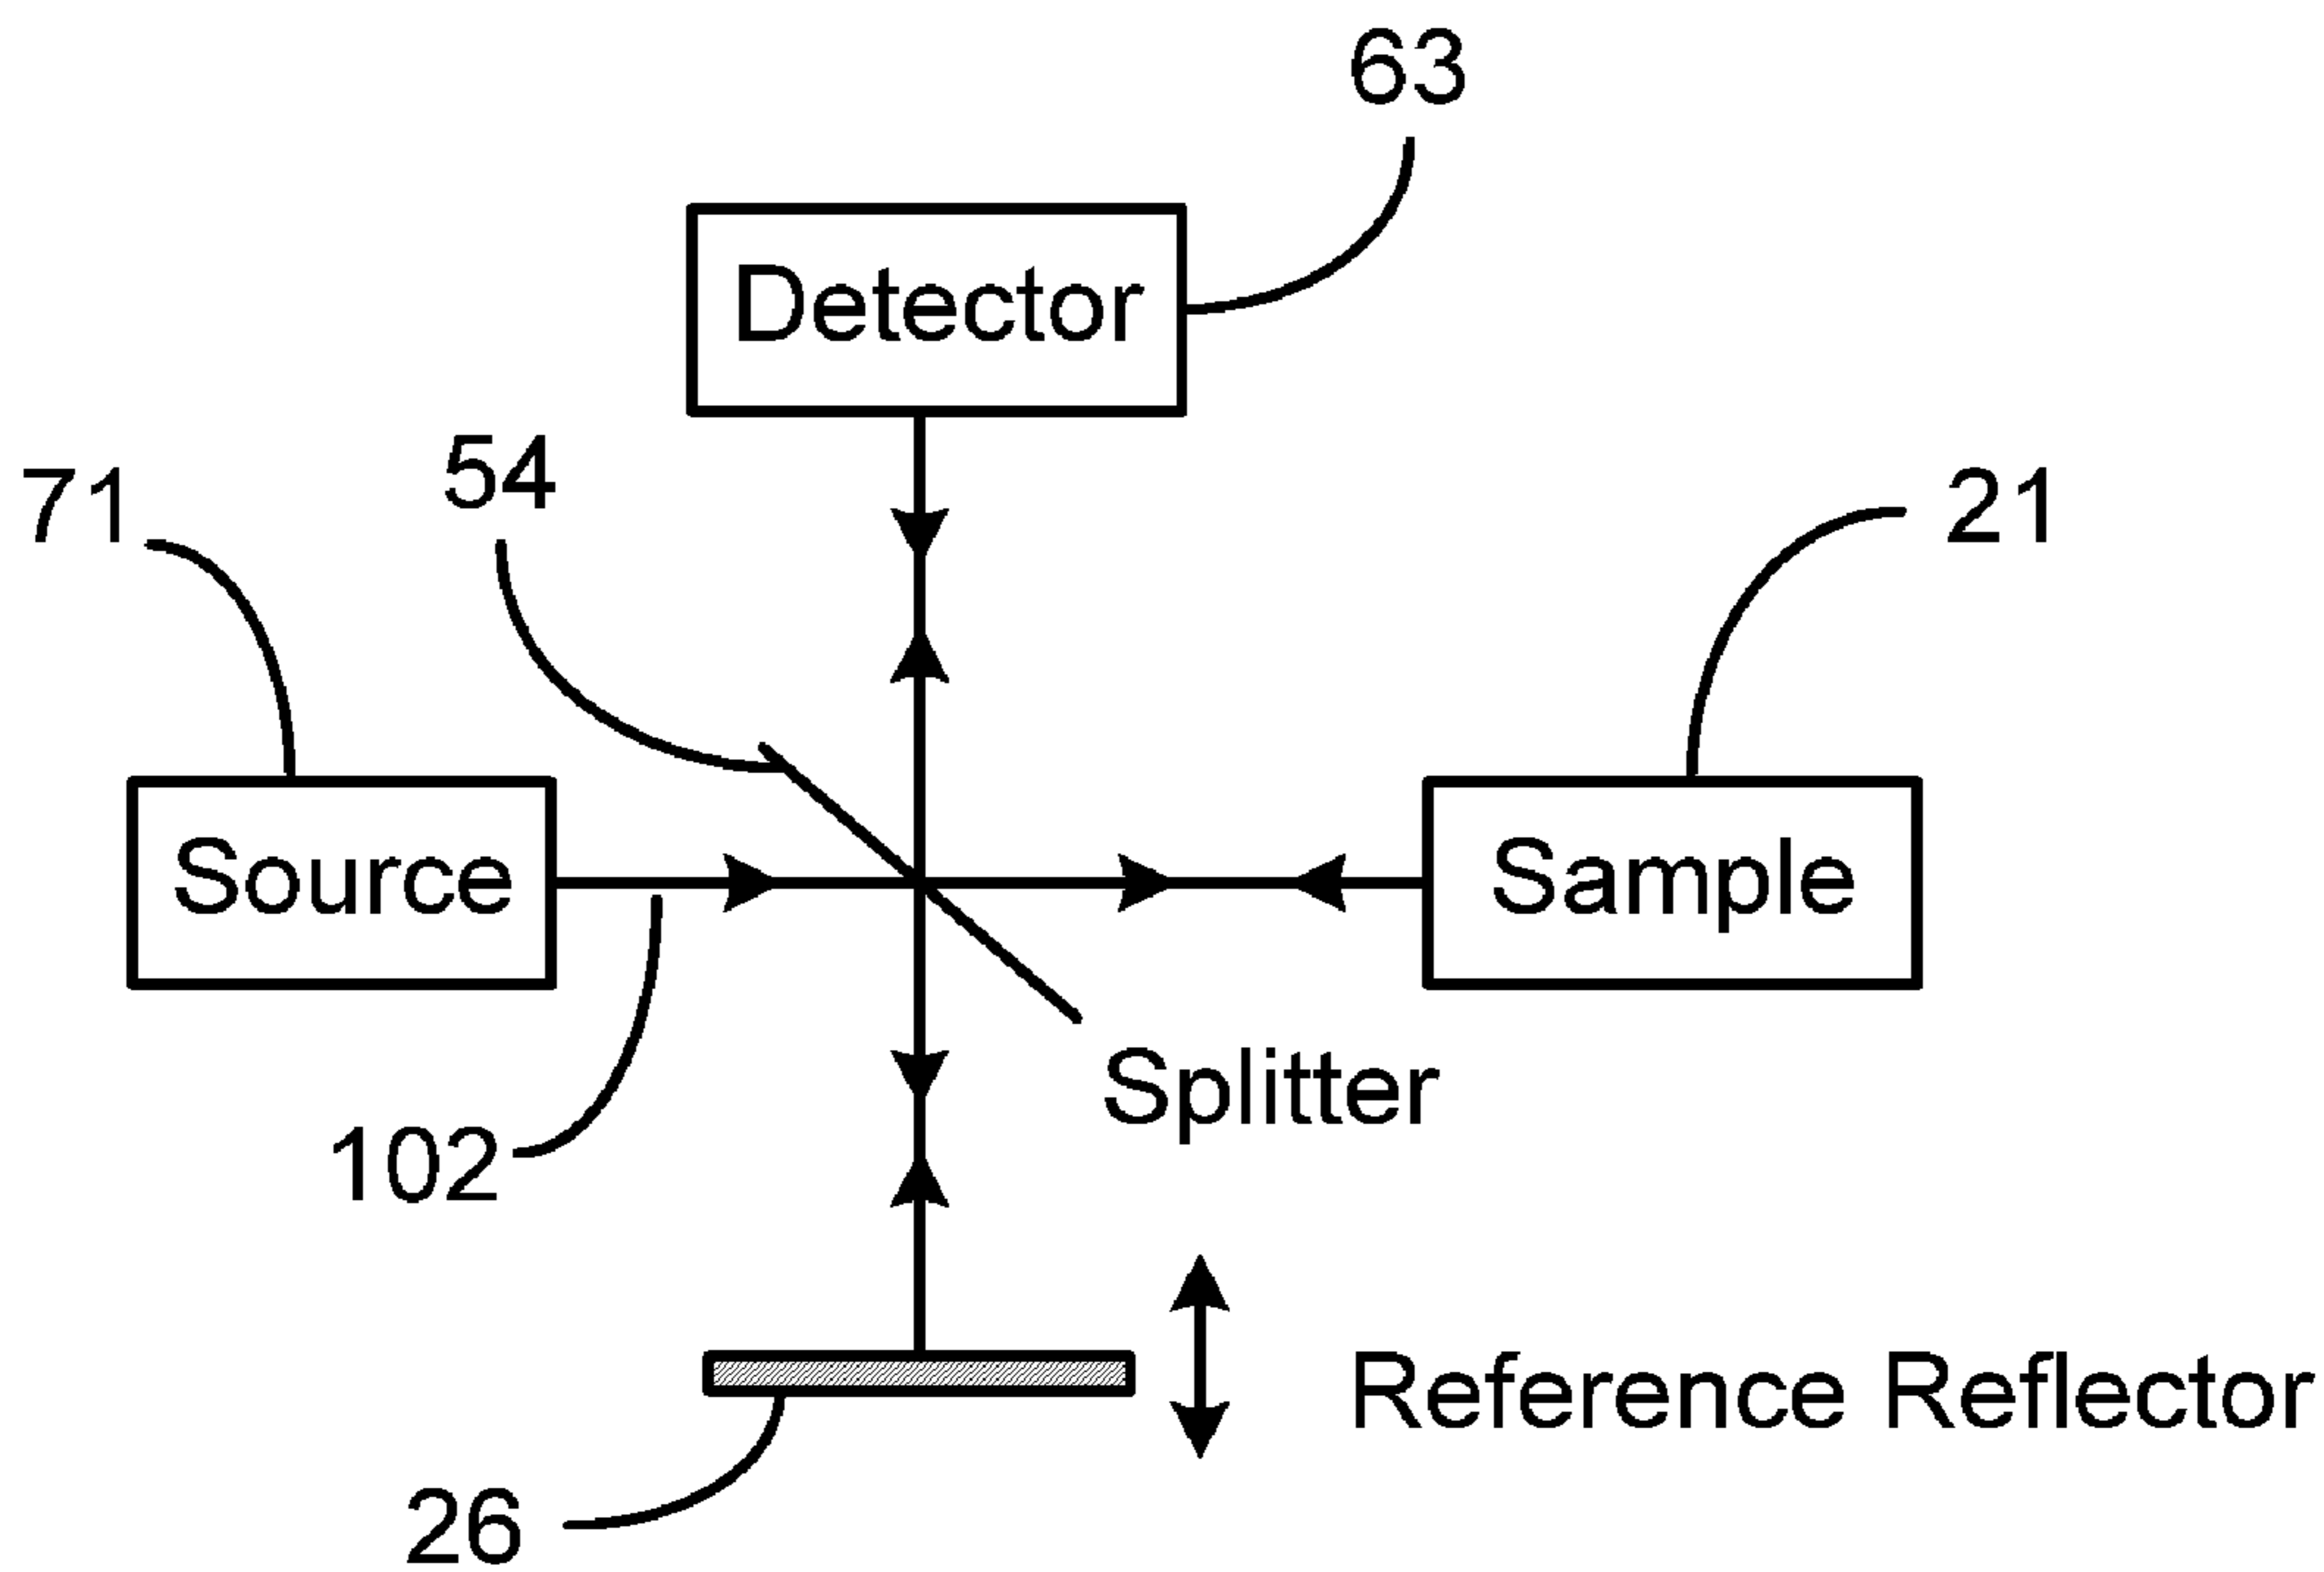 63
Detector
54
71
21
Source
Sample
Splitter
102
Reference Reflector
26